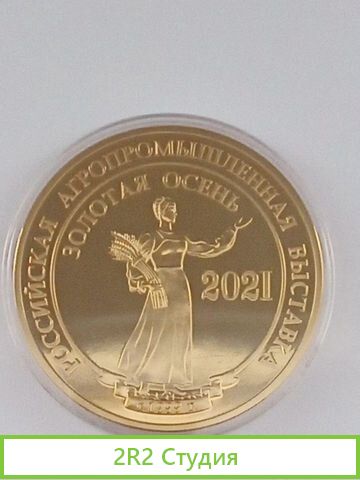 РОССИЙСКАЯ АГРОПРОМЫШЛЕННАЯ ВЫСТАВКА
ЗОЛОТАЯ ОСЕНЬ
2021
2R2 Студия